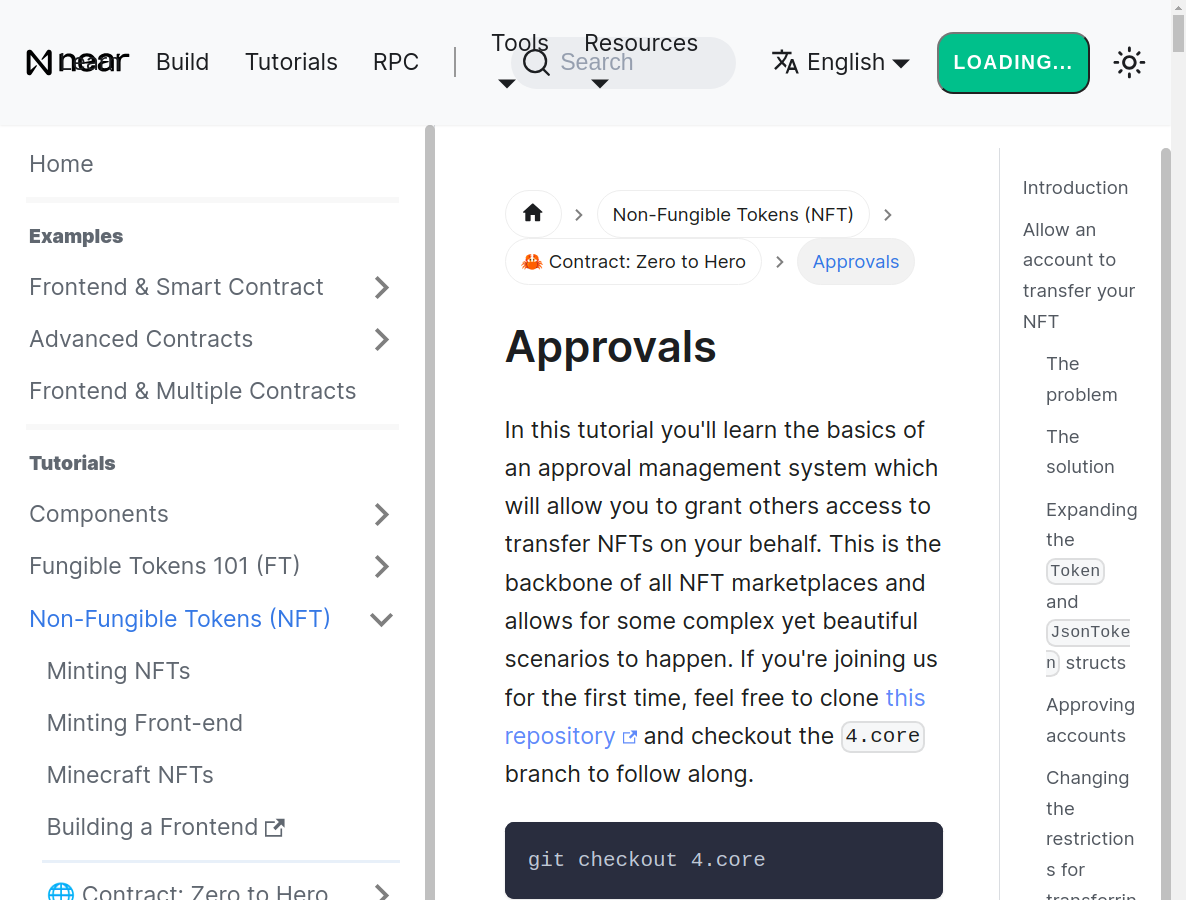 near
Learn
Build
Tutorials
RPC
Tools
Resources
Search
English
LOADING...
Home
Examples
Frontend & Smart Contract
Advanced Contracts
Frontend & Multiple Contracts
Tutorials
Components
Fungible Tokens 101 (FT)
Non-Fungible Tokens (NFT)
Minting NFTs
Minting Front-end
Minecraft NFTs
Building a Frontend
🌐 Contract: Zero to Hero
Non-Fungible Tokens (NFT)
🦀 Contract: Zero to Hero
Approvals
Approvals
In this tutorial you'll learn the basics of
an approval management system which
will allow you to grant others access to
transfer NFTs on your behalf. This is the
backbone of all NFT marketplaces and
allows for some complex yet beautiful
scenarios to happen. If you're joining us
for the first time, feel free to clone this
repository and checkout the 4.core
branch to follow along.
git checkout 4.core
Introduction
Allow an
account to
transfer your
NFT
The
problem
The
solution
Expanding
the
Token
and
JsonToke
n structs
Approving
accounts
Changing
the
restriction
s for
transferrin